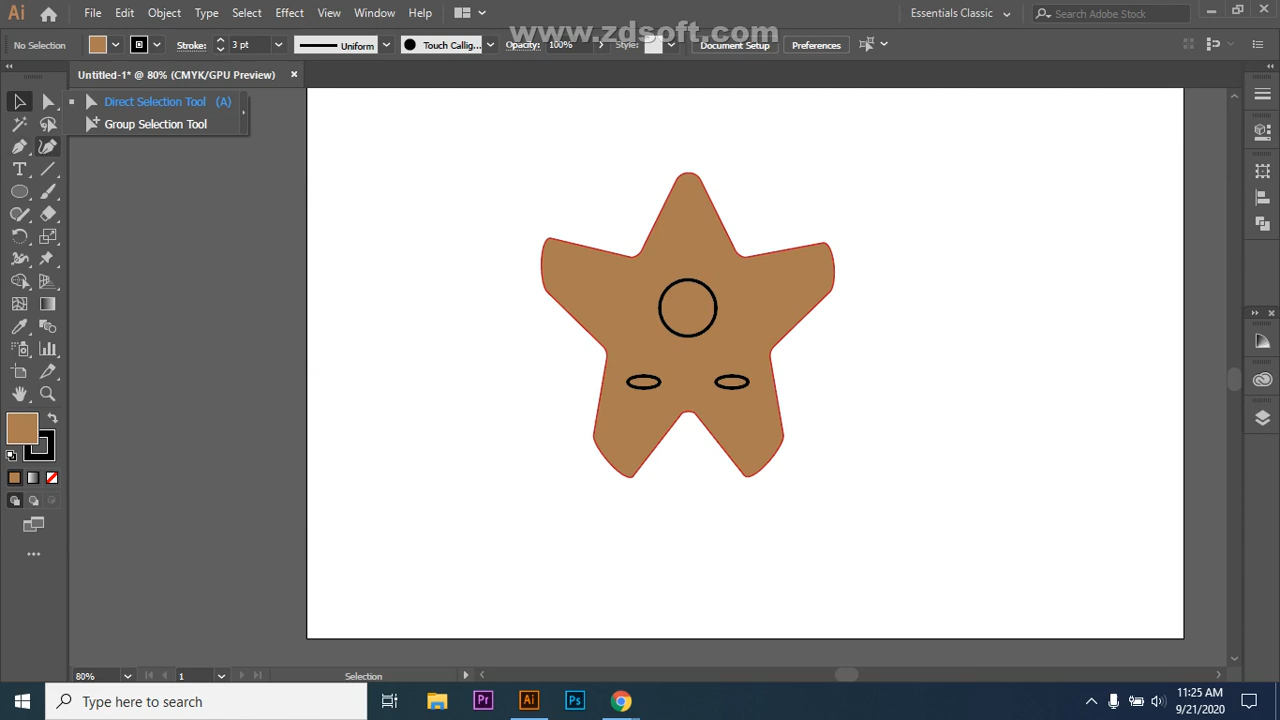 Ai File Edit Object Type Select Effect View Window Help Essentials Classic Search Adobe Stock
www.zdsoft.com
No Selection Stroke: 3 pt Uniform Touch Callig... Opacity: 100% Style: Document Setup Preferences
Untitled-1* @ 80% (CMYK/GPU Preview)
Direct Selection Tool (A)
Group Selection Tool
T
80% 1 Selection
Type here to search Pr Ai Ps
11:25 AM
9/21/2020